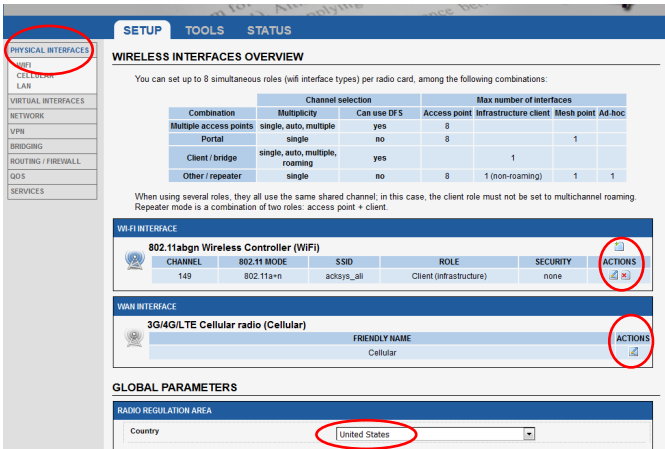 SETUP TOOLS STATUS
PHYSICAL INTERFACES
WIFI
CELLULAR
LAN
VIRTUAL INTERFACES
NETWORK
VPN
BRIDGING
ROUTING / FIREWALL
QOS
SERVICES
WIRELESS INTERFACES OVERVIEW
You can set up to 8 simultaneous roles (wifi interface types) per radio card, among the following combinations:
Channel selection Max number of interfaces
Combination Multiplicity Can use DFS Access point Infrastructure client Mesh point Ad-hoc
Multiple access points single, auto, multiple yes 8
Portal single no 8 1
Client / bridge single, auto, multiple, roaming yes 1
Other / repeater single no 8 1 (non-roaming) 1 1
When using several roles, they all use the same shared channel; in this case, the client role must not be set to multichannel roaming.
Repeater mode is a combination of two roles: access point + client.
WI-FI INTERFACE
802.11abgn Wireless Controller (WiFi)
CHANNEL 802.11 MODE SSID ROLE SECURITY ACTIONS
149 802.11a+n acksys_ali Client (infrastructure) none
WAN INTERFACE
3G/4G/LTE Cellular radio (Cellular)
FRIENDLY NAME ACTIONS
Cellular
GLOBAL PARAMETERS
RADIO REGULATION AREA
Country United States